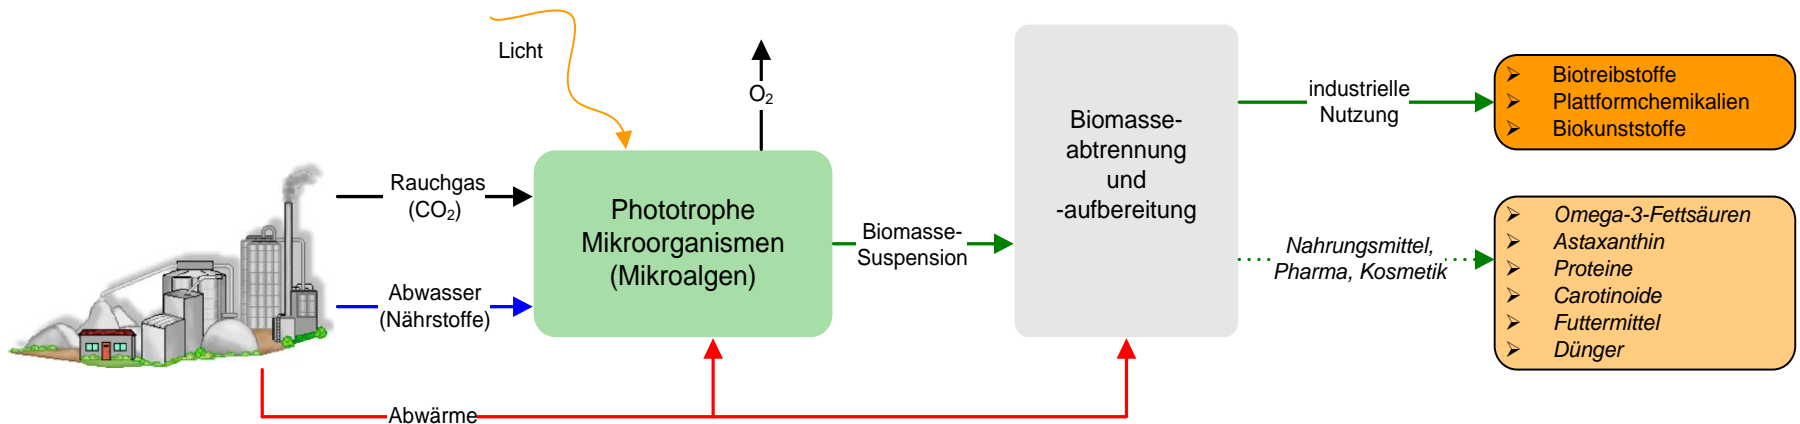 Licht
O₂
Rauchgas
(CO₂)
Abwasser
(Nährstoffe)
Abwärme
Phototrophe
Mikroorganismen
(Mikroalgen)
Biomasse-
Suspension
Biomasse-
abtrennung
und
-aufbereitung
industrielle
Nutzung
Biotreibstoffe
Plattformchemikalien
Biokunststoffe
Nahrungsmittel,
Pharma, Kosmetik
Omega-3-Fettsäuren
Astaxanthin
Proteine
Carotinoide
Futtermittel
Dünger